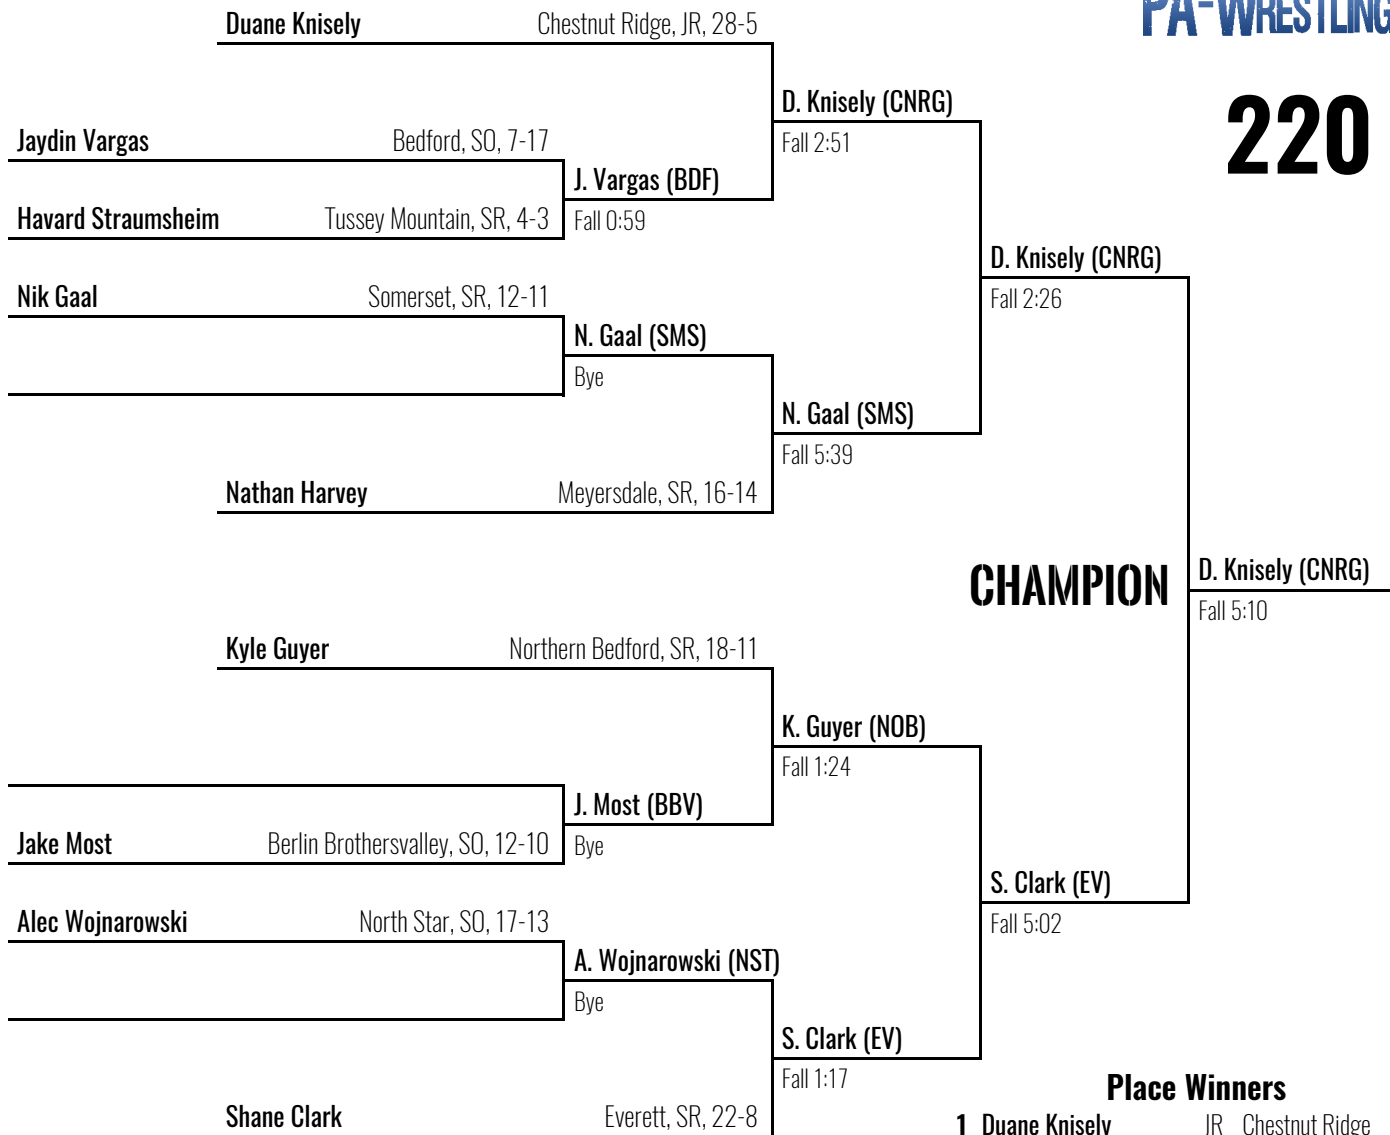 PA-WRESTLING
220
Duane Knisely Chestnut Ridge, JR, 28-5
D. Knisely (CNRG)
Fall 2:51
Jaydin Vargas Bedford, SO, 7-17
J. Vargas (BDF)
Fall 0:59
Havard Straumsheim Tussey Mountain, SR, 4-3
D. Knisely (CNRG)
Fall 2:26
Nik Gaal Somerset, SR, 12-11
N. Gaal (SMS)
Bye
N. Gaal (SMS)
Fall 5:39
Nathan Harvey Meyersdale, SR, 16-14
CHAMPION
D. Knisely (CNRG)
Fall 5:10
Kyle Guyer Northern Bedford, SR, 18-11
K. Guyer (NOB)
Fall 1:24
J. Most (BBV)
Bye
Jake Most Berlin Brothersvalley, SO, 12-10
S. Clark (EV)
Fall 5:02
Alec Wojnarowski North Star, SO, 17-13
A. Wojnarowski (NST)
Bye
S. Clark (EV)
Fall 1:17
Shane Clark Everett, SR, 22-8
Place Winners
1 Duane Knisely JR Chestnut Ridge